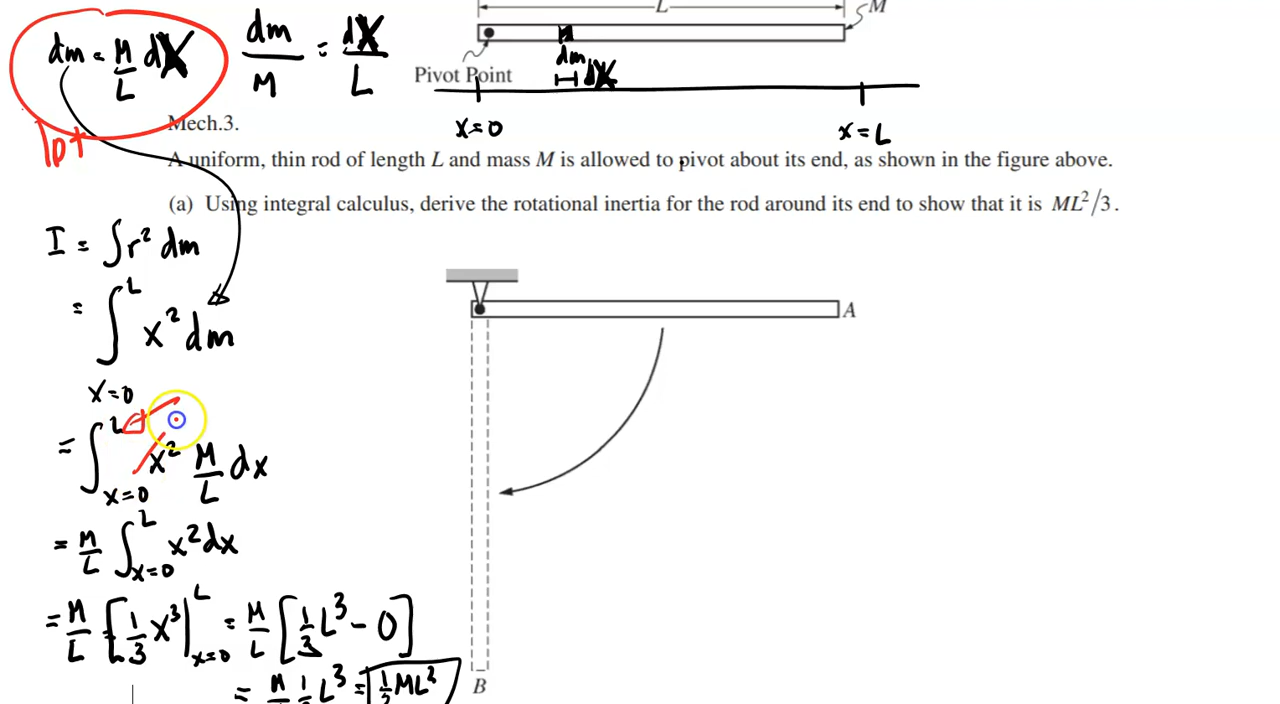 L
M
dm = M/L dX
dm/M = dX/L
dm
dX
Pivot Point
x=0
x=L
1pt
Mech.3.
A uniform, thin rod of length L and mass M is allowed to pivot about its end, as shown in the figure above.
(a) Using integral calculus, derive the rotational inertia for the rod around its end to show that it is ML²/3.
I = ∫r² dm
= ∫_{x=0}^{L} x² dm
= ∫_{x=0}^{L} x² M/L dx
= M/L ∫_{x=0}^{L} x² dx
= M/L [1/3 x³|_{x=0}^{L} = M/L [1/3 L³ - 0]
A
B